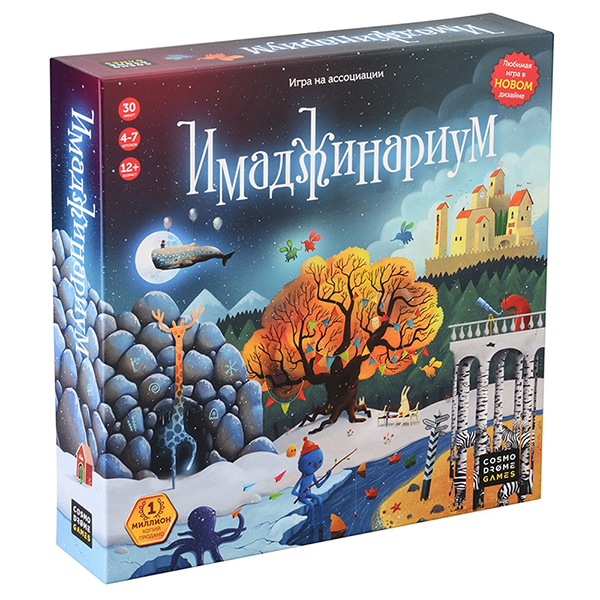 Игра на ассоциации
Имаджинариум
30
минут
4-7
игроков
12+
возраст
Любимая
игра в
НОВОМ
дизайне
1
МИЛЛИОН
КОПИЙ
ПРОДАНО
COSMO
DROME
GAMES
Имаджинариум
Имаджинариум
COSMO
DROME
GAMES